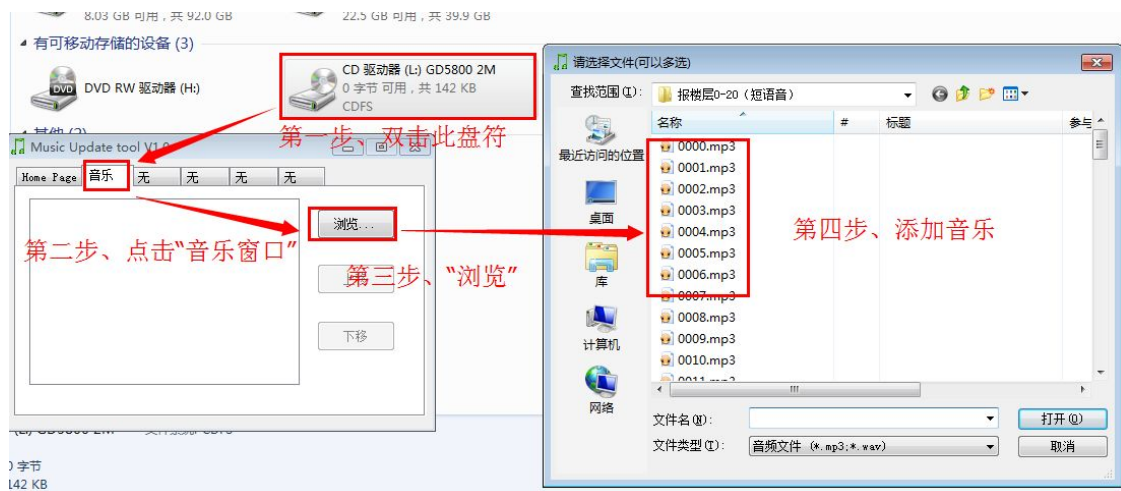 8.03 GB 可用，共 92.0 GB
22.5 GB 可用，共 39.9 GB
有可移动存储的设备 (3)
DVD RW 驱动器 (H:)
CD 驱动器 (L:) GD5800 2M
0 字节 可用，共 142 KB
CDFS
第一步、双击此盘符
Music Update tool
Home Page
音乐
无
无
无
无
浏览...
第二步、点击“音乐窗口”
第三步、“浏览”
下移
0 字节
142 KB
请选择文件(可以多选)
查找范围(I):
报楼层0-20（短语音）
名称
#
标题
参与
最近访问的位置
桌面
库
计算机
网络
0000.mp3
0001.mp3
0002.mp3
0003.mp3
0004.mp3
0005.mp3
0006.mp3
0007.mp3
0008.mp3
0009.mp3
0010.mp3
0011.mp3
第四步、添加音乐
文件名(N):
打开(O)
文件类型(T):
音频文件 (*.mp3;*.wav)
取消